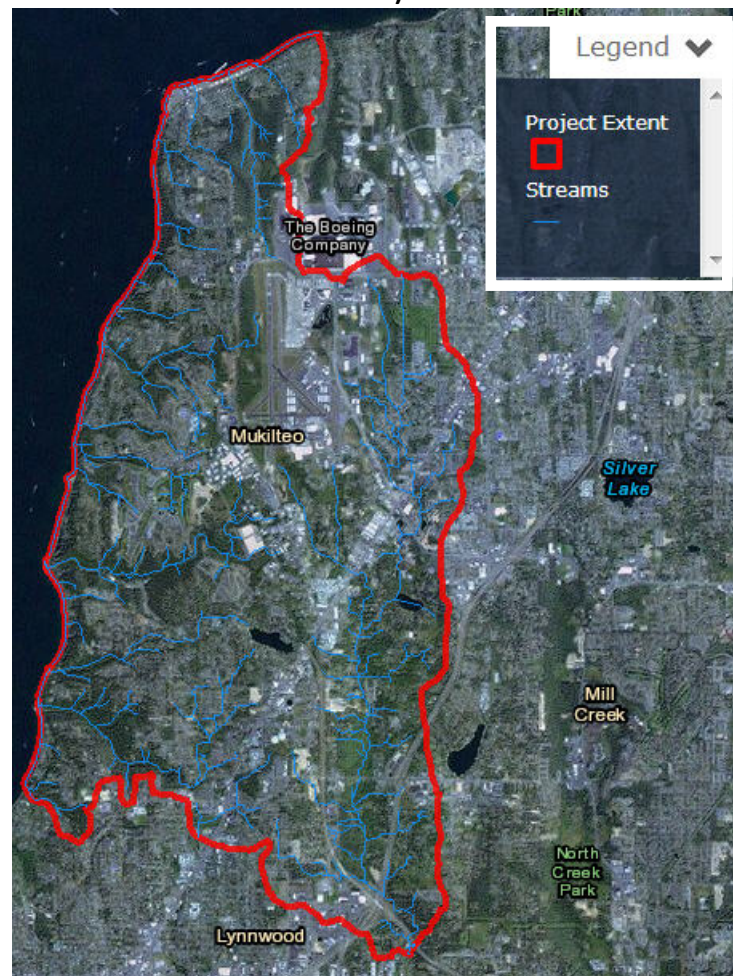 Park
Legend
Project Extent
Streams
The Boeing
Company
Mukilteo
Silver
Lake
Mill
Creek
North
Creek
Park
Lynnwood